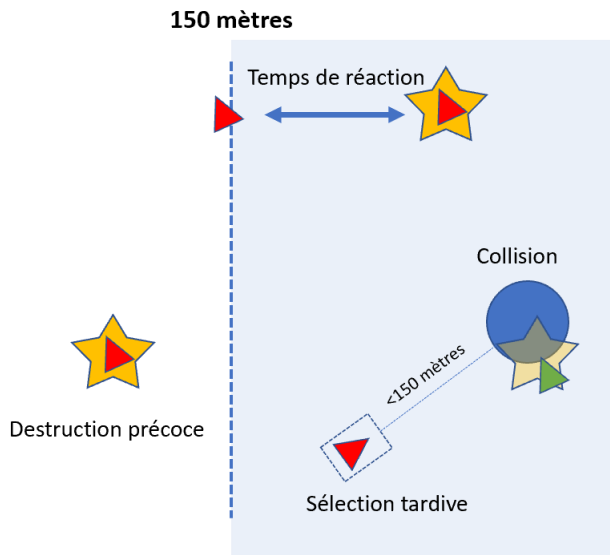 150 mètres
Temps de réaction
Collision
<150 mètres
Destruction précoce
Sélection tardive